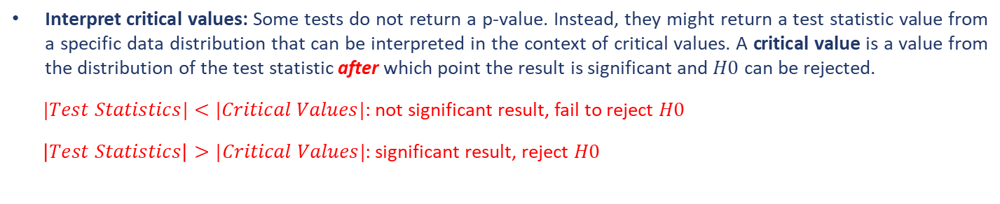 • Interpret critical values: Some tests do not return a p-value. Instead, they might return a test statistic value from
a specific data distribution that can be interpreted in the context of critical values. A critical value is a value from
the distribution of the test statistic after which point the result is significant and H0 can be rejected.
|Test Statistics| < |Critical Values|: not significant result, fail to reject H0
|Test Statistics| > |Critical Values|: significant result, reject H0